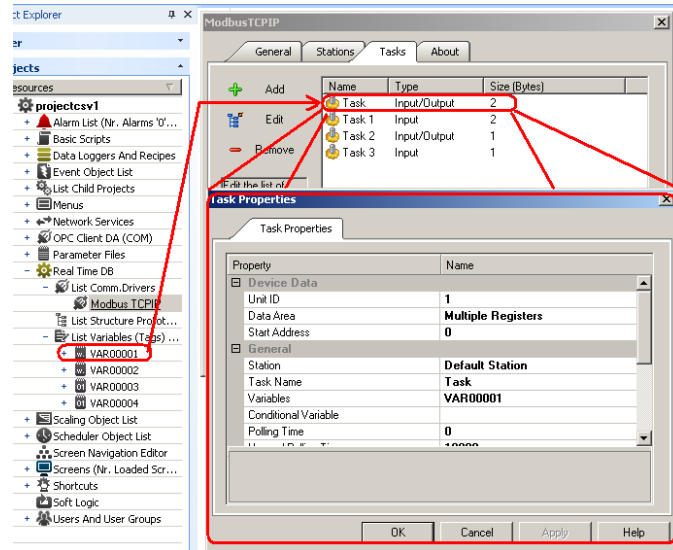 ct Explorer
er
jects
esources
projectcsv1
Alarm List (Nr. Alarms '0'...
Basic Scripts
Data Loggers And Recipes
Event Object List
List Child Projects
Menus
Network Services
OPC Client DA (COM)
Parameter Files
Real Time DB
List Comm.Drivers
Modbus TCPIP
List Structure Protot...
List Variables (Tags) ...
VAR00001
VAR00002
VAR00003
VAR00004
Scaling Object List
Scheduler Object List
Screen Navigation Editor
Screens (Nr. Loaded Scr...
Shortcuts
Soft Logic
Users And User Groups
ModbusTCPIP
General Stations Tasks About
Add
Edit
Remove
Edit the list of
Name Type Size (Bytes)
Task Input/Output 2
Task 1 Input 2
Task 2 Input/Output 1
Task 3 Input 1
Task Properties
Task Properties
Property Name
Device Data
Unit ID 1
Data Area Multiple Registers
Start Address 0
General
Station Default Station
Task Name Task
Variables VAR00001
Conditional Variable
Polling Time 0
OK Cancel Apply Help